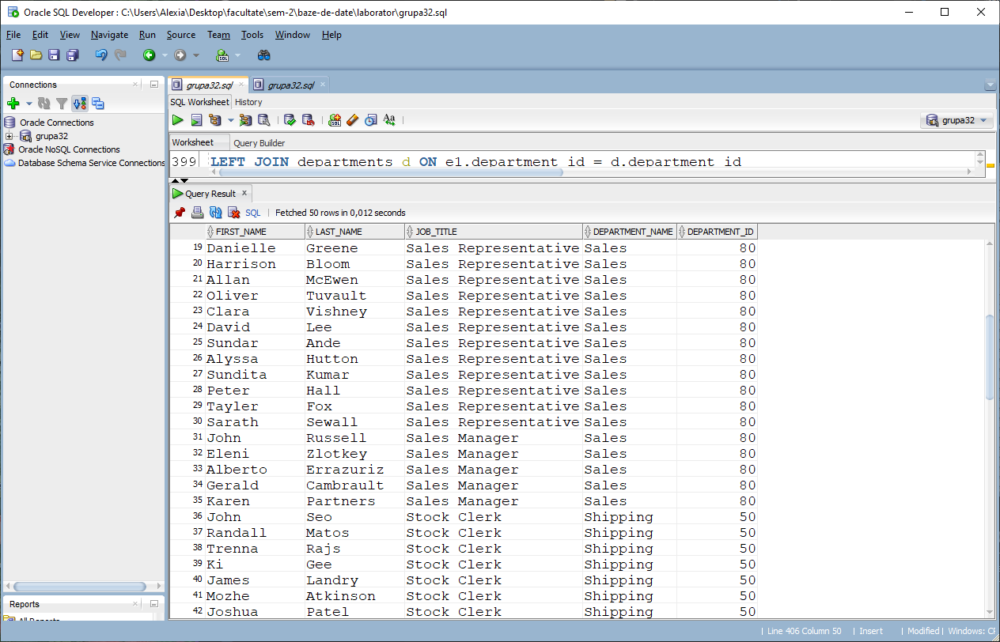 Oracle SQL Developer : C:\Users\Alexia\Desktop\facultate\sem-2\baze-de-date\laborator\grupa32.sql
File Edit View Navigate Run Source Team Tools Window Help
Connections
Oracle Connections
grupa32
Oracle NoSQL Connections
Database Schema Service Connections
Reports
All Reports
grupa32.sql grupa32.sql
SQL Worksheet History
grupa32
Worksheet Query Builder
399 LEFT JOIN departments d ON e1.department_id = d.department_id
Query Result x
SQL | Fetched 50 rows in 0,012 seconds
FIRST_NAME LAST_NAME JOB_TITLE DEPARTMENT_NAME DEPARTMENT_ID
19 Danielle Greene Sales Representative Sales 80
20 Harrison Bloom Sales Representative Sales 80
21 Allan McEwen Sales Representative Sales 80
22 Oliver Tuvault Sales Representative Sales 80
23 Clara Vishney Sales Representative Sales 80
24 David Lee Sales Representative Sales 80
25 Sundar Ande Sales Representative Sales 80
26 Alyssa Hutton Sales Representative Sales 80
27 Sundita Kumar Sales Representative Sales 80
28 Peter Hall Sales Representative Sales 80
29 Tayler Fox Sales Representative Sales 80
30 Sarath Sewall Sales Representative Sales 80
31 John Russell Sales Manager Sales 80
32 Eleni Zlotkey Sales Manager Sales 80
33 Alberto Errazuriz Sales Manager Sales 80
34 Gerald Cambrault Sales Manager Sales 80
35 Karen Partners Sales Manager Sales 80
36 John Seo Stock Clerk Shipping 50
37 Randall Matos Stock Clerk Shipping 50
38 Trenna Rajs Stock Clerk Shipping 50
39 Ki Gee Stock Clerk Shipping 50
40 James Landry Stock Clerk Shipping 50
41 Mozhe Atkinson Stock Clerk Shipping 50
42 Joshua Patel Stock Clerk Shipping 50
| Line 406 Column 50 | Insert | Modified | Windows: